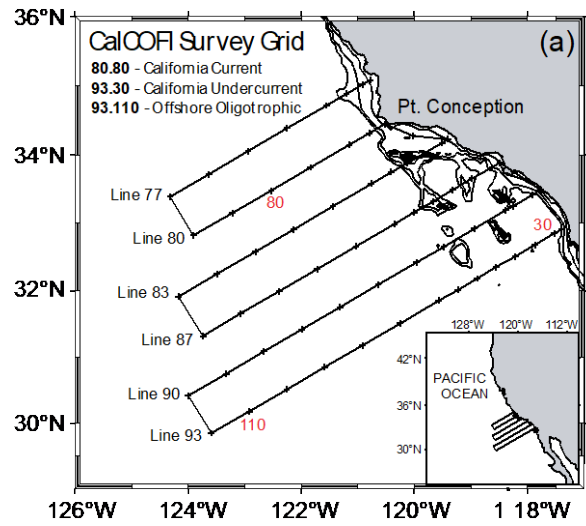 36°N
34°N
32°N
30°N
CalCOFI Survey Grid
(a)
80.80 - California Current
93.30 - California Undercurrent
93.110 - Offshore Oligotrophic
Pt. Conception
Line 77
80
Line 80
30
Line 83
Line 87
Line 90
Line 93
110
128°W 120°W 112°W
42°N
36°N
30°N
PACIFIC
OCEAN
126°W 124°W 122°W 120°W 118°W